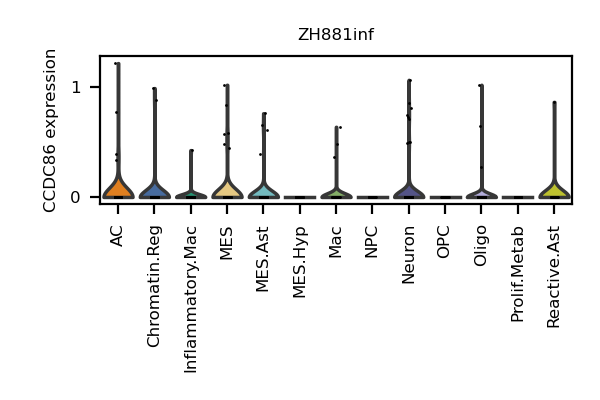 ZH881inf
CCDC86 expression
1
0
AC
Chromatin.Reg
Inflammatory.Mac
MES
MES.Ast
MES.Hyp
Mac
NPC
Neuron
OPC
Oligo
Prolif.Metab
Reactive.Ast